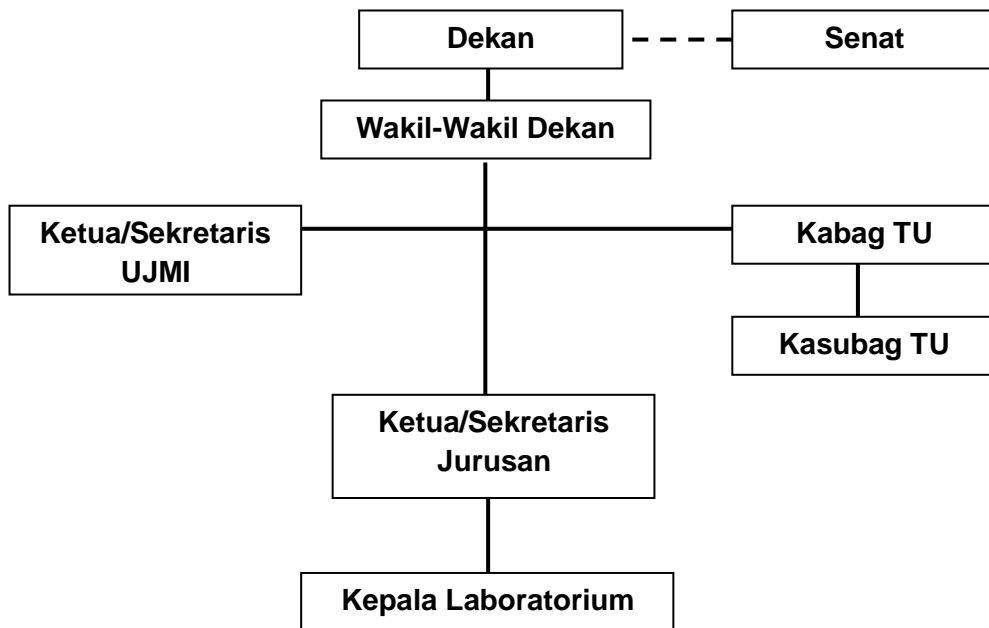 Dekan
Senat
Wakil-Wakil Dekan
Ketua/Sekretaris
UJMI
Kabag TU
Kasubag TU
Ketua/Sekretaris
Jurusan
Kepala Laboratorium